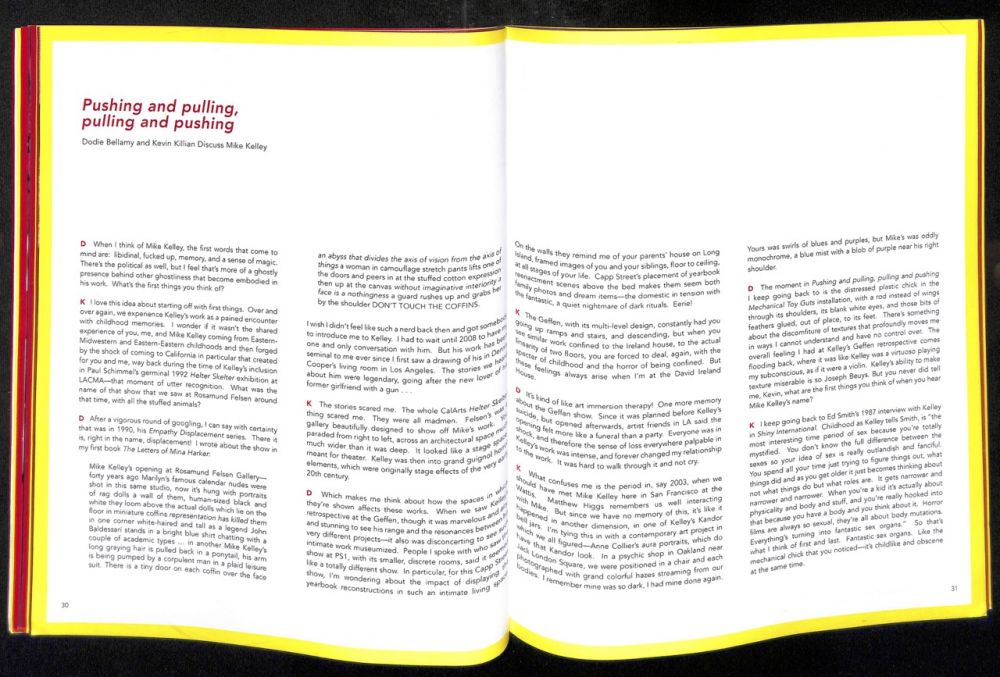 Pushing and pulling,
pulling and pushing
Dodie Bellamy and Kevin Killian Discuss Mike Kelley
D When I think of Mike Kelley, the first words that come to
mind are: libidinal, fucked up, memory, and a sense of magic.
There's the political as well, but I feel that's more of a ghostly
presence behind other ghostliness that become embodied in
his work. What's the first things you think of?
K I love this idea about starting off with first things. Over and
over again, we experience Kelley's work as a pained encounter
with childhood memories. I wonder if it wasn't the shared
experience of you, me, and Mike Kelley coming from Eastern-
Midwestern and Eastern-Eastern childhoods and then forged
by the shock of coming to California in particular that created
for you and me, way back during the time of Kelley's inclusion
in Paul Schimmel's germinal 1992 Helter Skelter exhibition at
LACMA—that moment of utter recognition. What was the
name of that show that we saw at Rosamund Felsen around
that time, with all the stuffed animals?
D After a vigorous round of googling, I can say with certainty
that was in 1990, his Empathy Displacement series. There it
is, right in the name, displacement! I wrote about the show in
my first book The Letters of Mina Harker:
Mike Kelley's opening at Rosamund Felsen Gallery—
forty years ago Marilyn's famous calendar nudes were
shot in this same studio, now it's hung with portraits
of rag dolls a wall of them, human-sized black and
white they loom above the actual dolls which lie on the
floor in miniature coffins representation has killed them
in one corner white-haired and tall as a legend John
Baldessari stands in a bright blue shirt chatting with a
couple of academic types ... in another Mike Kelley's
long graying hair is pulled back in a ponytail, his arm
is being pumped by a corpulent man in a plaid leisure
suit. There is a tiny door on each coffin over the face
30
an abyss that divides the axis of vision from the axis of
things a woman in camouflage stretch pants lifts one of
the doors and peers in at the stuffed cotton expression
then up at the canvas without imaginative interiority a
face is a nothingness a guard rushes up and grabs her
by the shoulder DON'T TOUCH THE COFFINS.
I wish I didn't feel like such a nerd back then and got somebody
to introduce me to Kelley. I had to wait until 2008 to have my
one and only conversation with him. But his work has been
seminal to me ever since I first saw a drawing of his in Dennis
Cooper's living room in Los Angeles. The stories we heard
about him were legendary, going after the new lover of his
former girlfriend with a gun . . .
K The stories scared me. The whole CalArts Helter Skelter
thing scared me. They were all madmen. Felsen's was a
gallery beautifully designed to show off Mike's work. You
paraded from right to left, across an architectural space much
much wider than it was deep. It looked like a stage space
meant for theater. Kelley was then into grand guignol horror
elements, which were originally stage effects of the very early
20th century.
D Which makes me think about how the spaces in which
they're shown affects these works. When we saw Kelley's
retrospective at the Geffen, though it was marvelous and
and stunning to see his range and the resonances between
very different projects—it also was disconcerting to see such
intimate work museumized. People I spoke with who saw the
show at PS1, with its smaller, discrete rooms, said it seemed
like a totally different show. In particular, for this Capp Street
show, I'm wondering about the impact of displaying the
yearbook reconstructions in such an intimate living space.
On the walls they remind me of your parents' house on Long
Island, framed images of you and your siblings, floor to ceiling,
at all stages of your life. Capp Street's placement of yearbook
reenactment scenes above the bed makes them seem both
family photos and dream items—the domestic in tension with
the fantastic, a quiet nightmare of dark rituals. Eerie!
K The Geffen, with its multi-level design, constantly had you
going up ramps and stairs, and descending, but when you
see similar work confined to the Ireland house, to the actual
linearity of two floors, you are forced to deal, again, with the
specter of childhood and the horror of being confined. But
these feelings always arise when I'm at the David Ireland
House.
D It's kind of like art immersion therapy! One more memory
about the Geffen show. Since it was planned before Kelley's
suicide, but opened afterwards, artist friends in LA said the
opening felt more like a funeral than a party. Everyone was in
shock, and therefore the sense of loss everywhere palpable in
Kelley's work was intense, and forever changed my relationship
to the work. It was hard to walk through it and not cry.
K What confuses me is the period in, say 2003, when we
should have met Mike Kelley here in San Francisco at the
Wattis. Matthew Higgs remembers us well interacting
with Mike. But since we have no memory of this, it's like it
happened in another dimension, in one of Kelley's Kandor
bell jars. I'm tying this in with a contemporary art project in
which we all figured—Anne Collier's aura portraits, which do
have that Kandor look. In a psychic shop in Oakland near
Jack London Square, we were positioned in a chair and each
photographed with grand colorful hazes streaming from our
bodies. I remember mine was so dark, I had mine done again.
Yours was swirls of blues and purples, but Mike's was oddly
monochrome, a blue mist with a blob of purple near his right
shoulder.
D The moment in Pushing and pulling, pulling and pushing
I keep going back to is the distressed plastic chick in the
Mechanical Toy Guts installation, with a rod instead of wings
through its shoulders, its blank white eyes, and those bits of
feathers glued, out of place, to its feet. There's something
about the discomfiture of textures that profoundly moves me
in ways I cannot understand and have no control over. The
overall feeling I had at Kelley's Geffen retrospective comes
flooding back, where it was like Kelley was a virtuoso playing
my subconscious, as if it were a violin. Kelley's ability to make
texture miserable is so Joseph Beuys. But you never did tell
me, Kevin, what are the first things you think of when you hear
Mike Kelley's name?
K I keep going back to Ed Smith's 1987 interview with Kelley
in Shiny International. Childhood as Kelley tells Smith, is "the
most interesting time period of sex because you're totally
mystified. You don't know the full difference between the
sexes so your idea of sex is really outlandish and fanciful.
You spend all your time just trying to figure things out, what
things did and as you get older it just becomes thinking about
not what things do but what roles are. It gets narrower and
narrower and narrower. When you're a kid it's actually about
physicality and body and stuff, and you're really hooked into
that because you have a body and you think about it. Horror
films are always so sexual, they're all about body mutations.
Everything's turning into fantastic sex organs." So that's
what I think of first and last. Fantastic sex organs. Like the
mechanical chick that you noticed—it's childlike and obscene
at the same time.
31